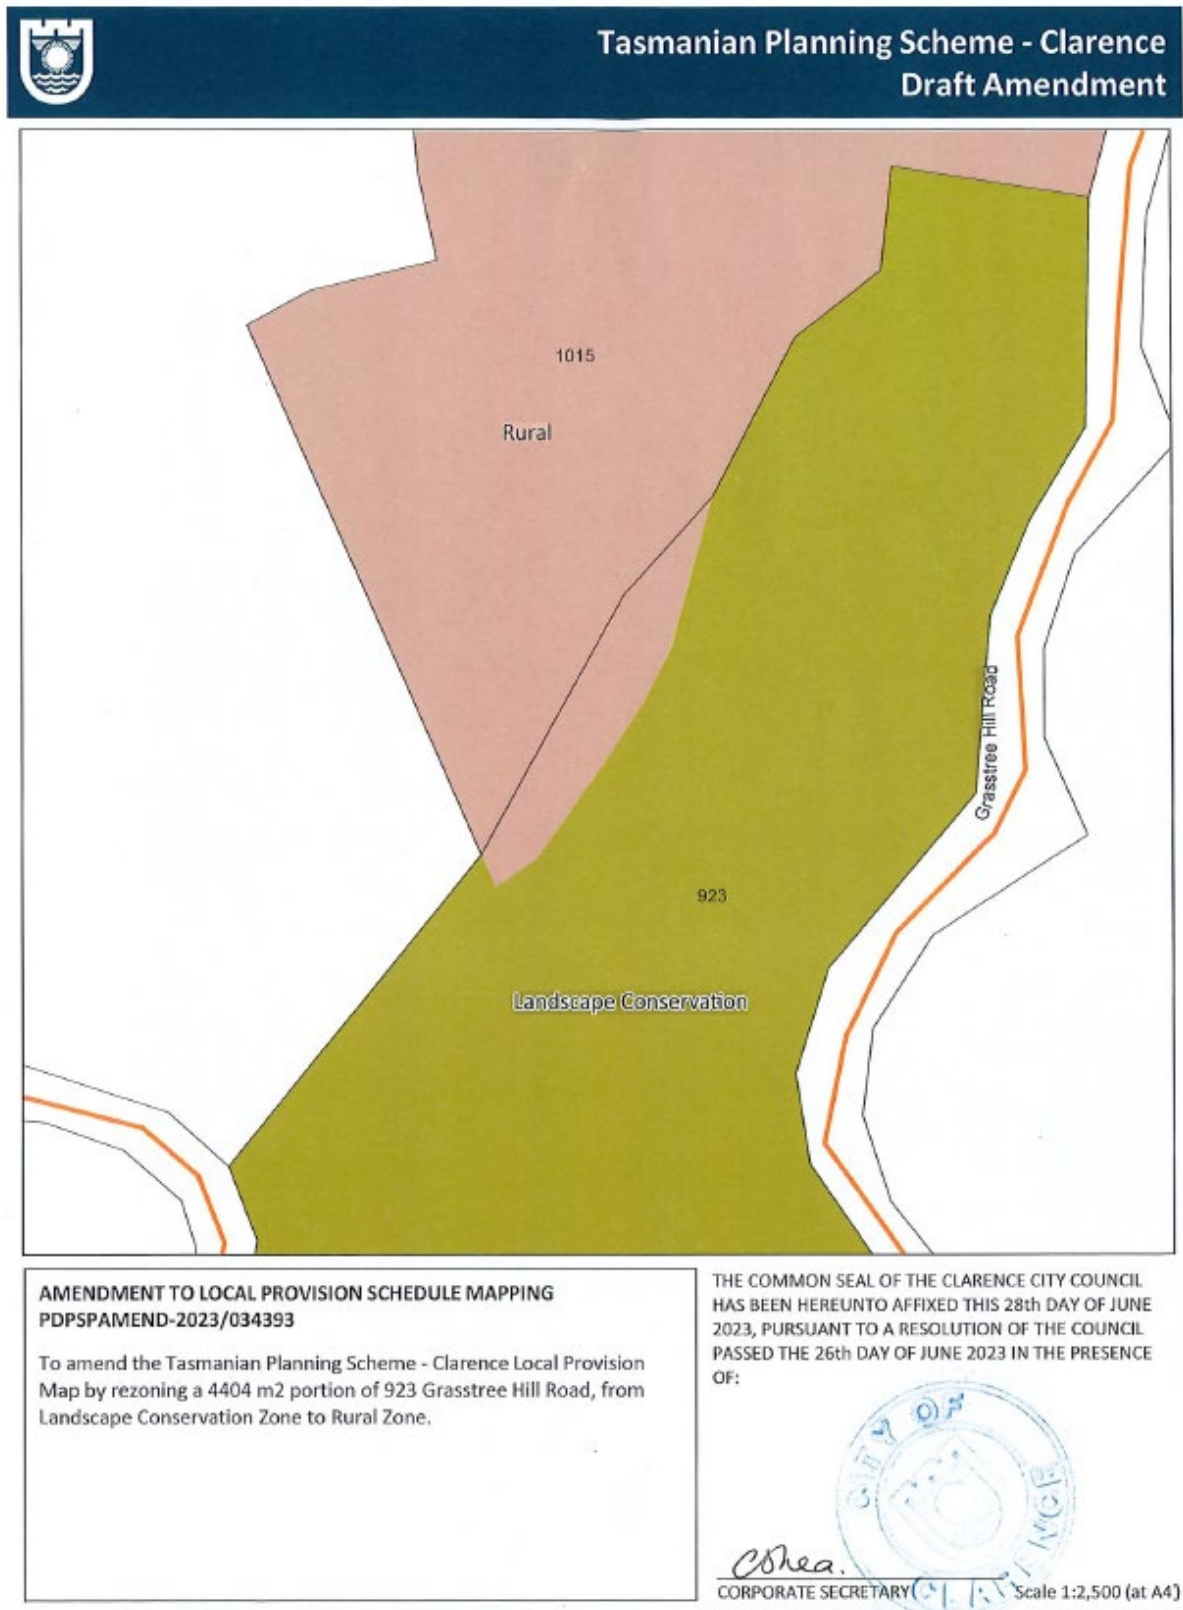 Tasmanian Planning Scheme - Clarence
Draft Amendment
1015
Rural
Grasstree Hill Road
923
Landscape Conservation
AMENDMENT TO LOCAL PROVISION SCHEDULE MAPPING
PDPSPAMEND-2023/034393
To amend the Tasmanian Planning Scheme - Clarence Local Provision
Map by rezoning a 4404 m2 portion of 923 Grasstree Hill Road, from
Landscape Conservation Zone to Rural Zone.
THE COMMON SEAL OF THE CLARENCE CITY COUNCIL
HAS BEEN HEREUNTO AFFIXED THIS 28th DAY OF JUNE
2023, PURSUANT TO A RESOLUTION OF THE COUNCIL
PASSED THE 26th DAY OF JUNE 2023 IN THE PRESENCE
OF:
CITY OF
CLARENCE
CShea.
CORPORATE SECRETARY
Scale 1:2,500 (at A4)